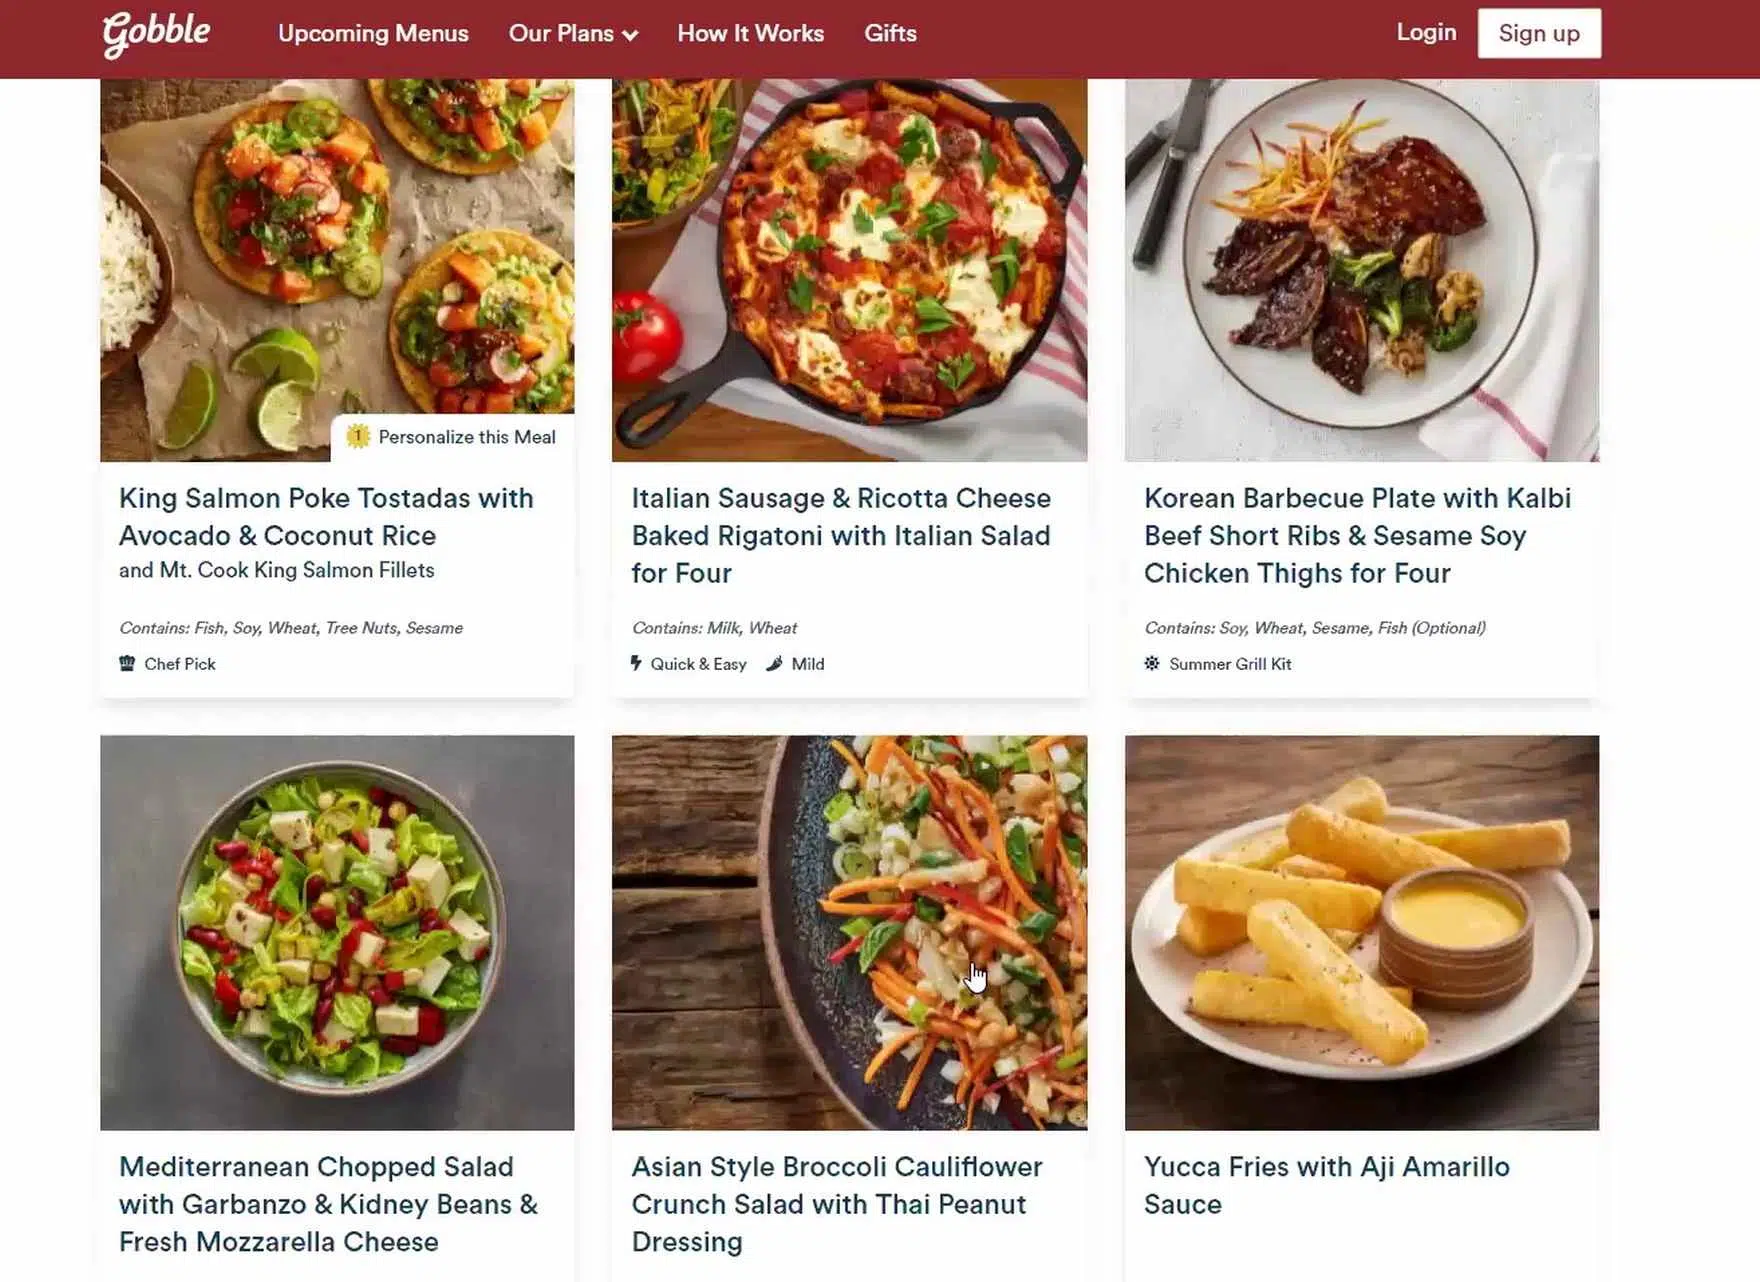 Gobble
Upcoming Menus
Our Plans
How It Works
Gifts
Login
Sign up
1 Personalize this Meal
King Salmon Poke Tostadas with
Avocado & Coconut Rice
and Mt. Cook King Salmon Fillets
Contains: Fish, Soy, Wheat, Tree Nuts, Sesame
Chef Pick
Italian Sausage & Ricotta Cheese
Baked Rigatoni with Italian Salad
for Four
Contains: Milk, Wheat
Quick & Easy Mild
Korean Barbecue Plate with Kalbi
Beef Short Ribs & Sesame Soy
Chicken Thighs for Four
Contains: Soy, Wheat, Sesame, Fish (Optional)
Summer Grill Kit
Mediterranean Chopped Salad
with Garbanzo & Kidney Beans &
Fresh Mozzarella Cheese
Asian Style Broccoli Cauliflower
Crunch Salad with Thai Peanut
Dressing
Yucca Fries with Aji Amarillo
Sauce